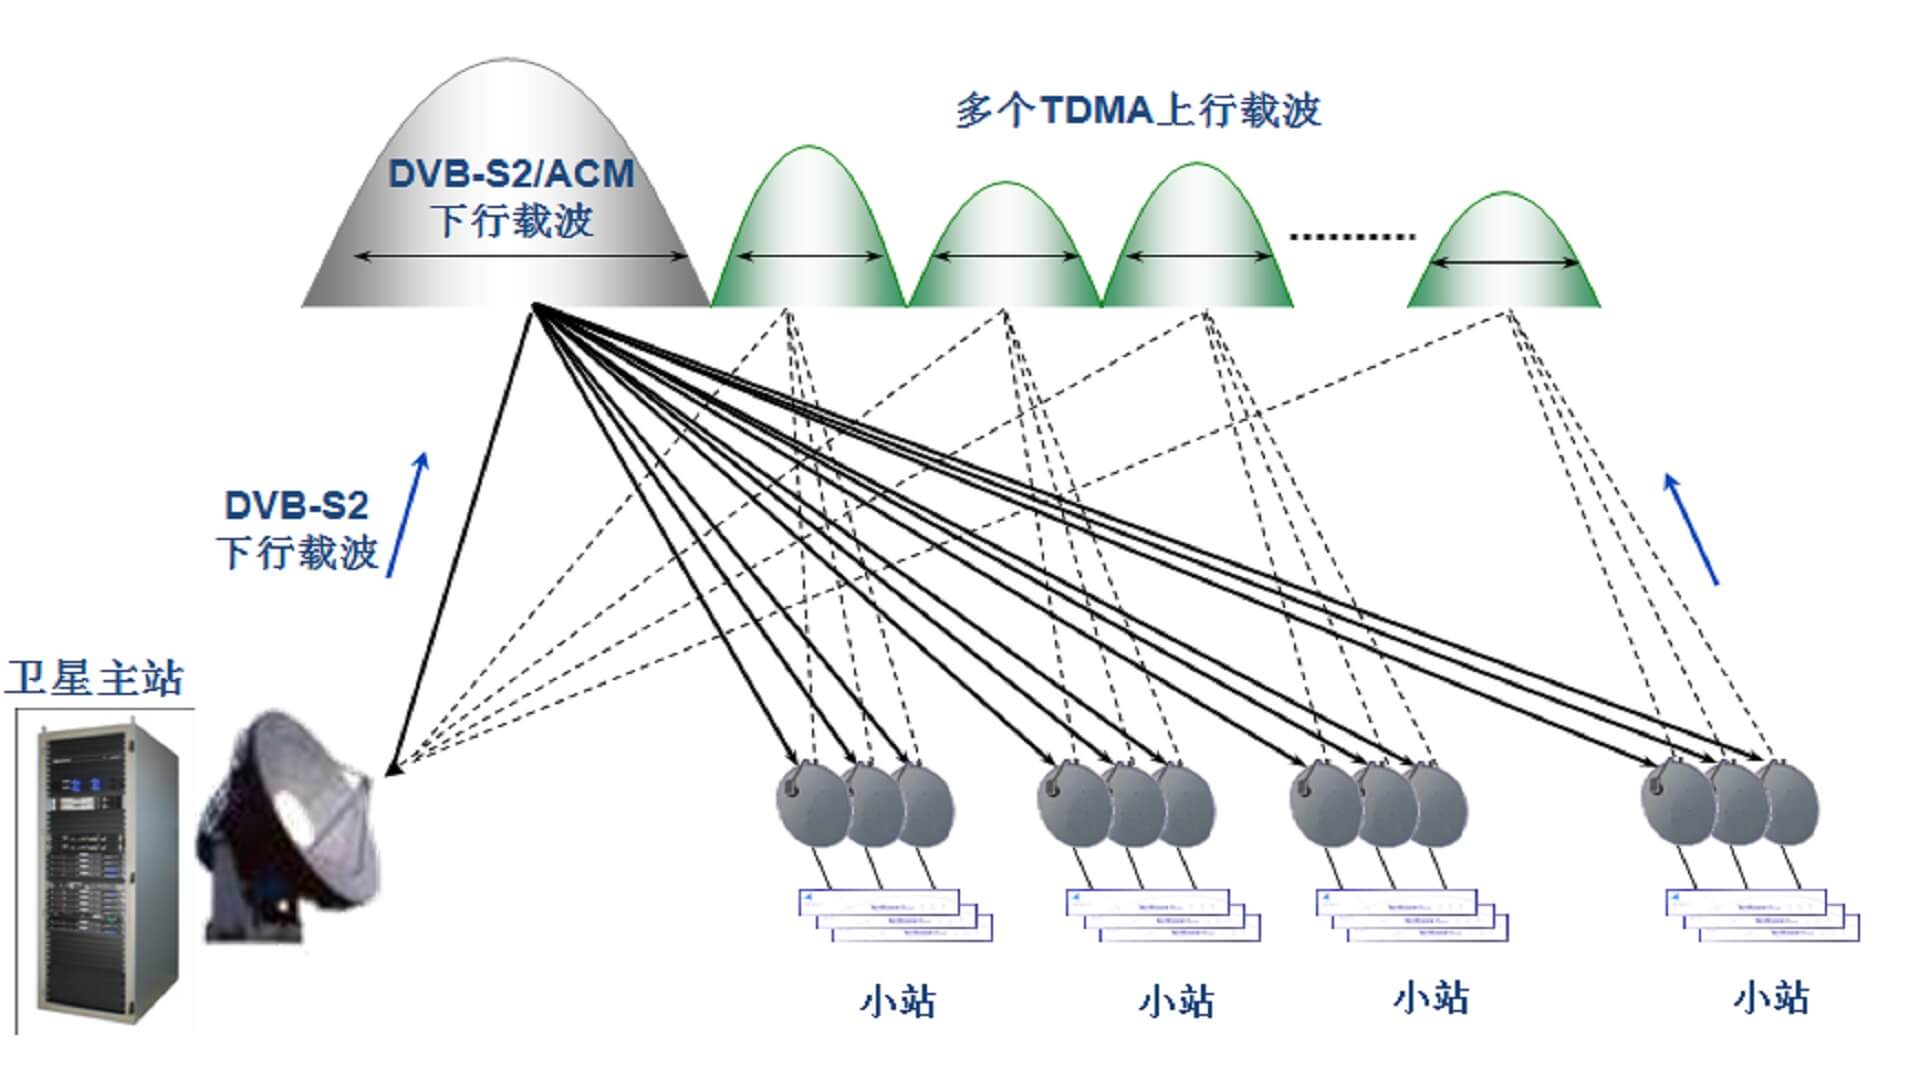 多个TDMA上行载波
DVB-S2/ACM
下行载波
DVB-S2
下行载波
卫星主站
小站
小站
小站
小站